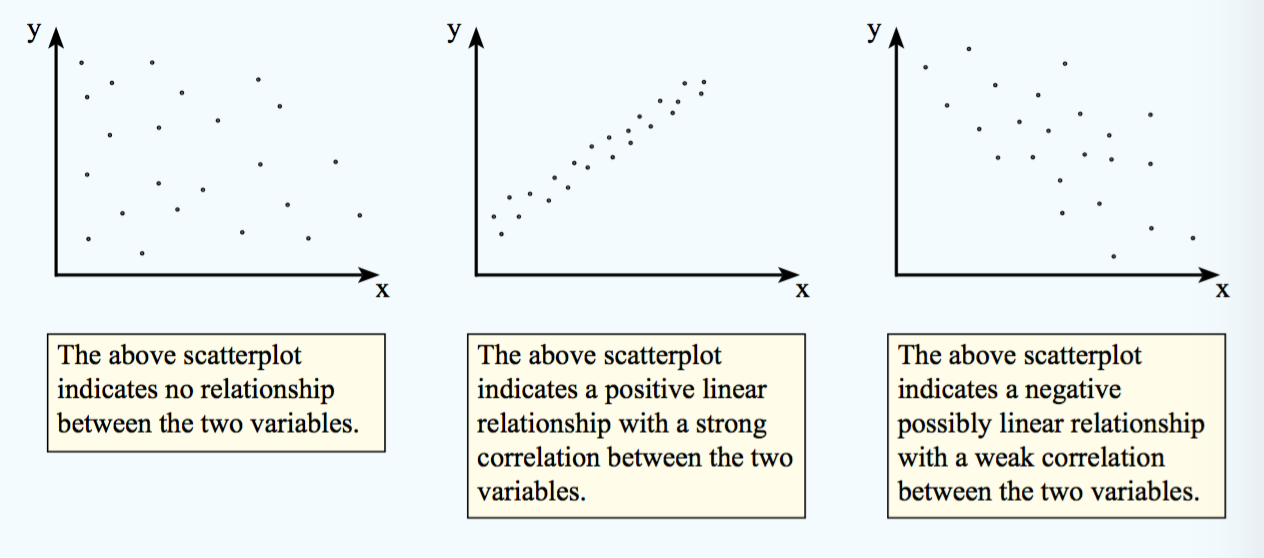 y
x
The above scatterplot
indicates no relationship
between the two variables.
y
x
The above scatterplot
indicates a positive linear
relationship with a strong
correlation between the two
variables.
y
x
The above scatterplot
indicates a negative
possibly linear relationship
with a weak correlation
between the two variables.